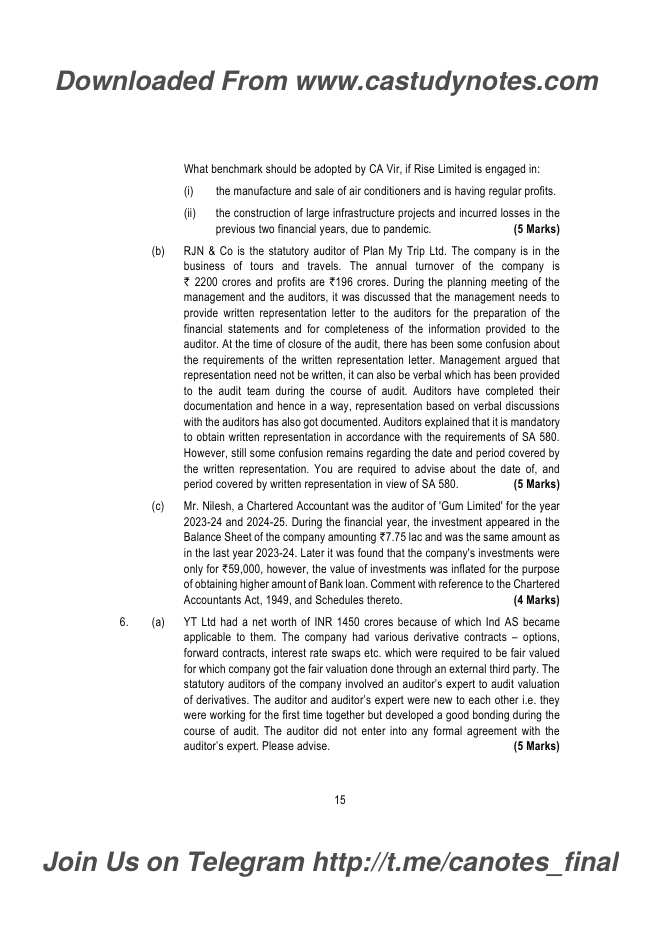 Downloaded From www.castudynotes.com
What benchmark should be adopted by CA Vir, if Rise Limited is engaged in:
(i) the manufacture and sale of air conditioners and is having regular profits.
(ii) the construction of large infrastructure projects and incurred losses in the
previous two financial years, due to pandemic. (5 Marks)
(b) RJN & Co is the statutory auditor of Plan My Trip Ltd. The company is in the
business of tours and travels. The annual turnover of the company is
₹ 2200 crores and profits are ₹196 crores. During the planning meeting of the
management and the auditors, it was discussed that the management needs to
provide written representation letter to the auditors for the preparation of the
financial statements and for completeness of the information provided to the
auditor. At the time of closure of the audit, there has been some confusion about
the requirements of the written representation letter. Management argued that
representation need not be written, it can also be verbal which has been provided
to the audit team during the course of audit. Auditors have completed their
documentation and hence in a way, representation based on verbal discussions
with the auditors has also got documented. Auditors explained that it is mandatory
to obtain written representation in accordance with the requirements of SA 580.
However, still some confusion remains regarding the date and period covered by
the written representation. You are required to advise about the date of, and
period covered by written representation in view of SA 580. (5 Marks)
(c) Mr. Nilesh, a Chartered Accountant was the auditor of 'Gum Limited' for the year
2023-24 and 2024-25. During the financial year, the investment appeared in the
Balance Sheet of the company amounting ₹7.75 lac and was the same amount as
in the last year 2023-24. Later it was found that the company's investments were
only for ₹59,000, however, the value of investments was inflated for the purpose
of obtaining higher amount of Bank loan. Comment with reference to the Chartered
Accountants Act, 1949, and Schedules thereto. (4 Marks)
6. (a) YT Ltd had a net worth of INR 1450 crores because of which Ind AS became
applicable to them. The company had various derivative contracts – options,
forward contracts, interest rate swaps etc. which were required to be fair valued
for which company got the fair valuation done through an external third party. The
statutory auditors of the company involved an auditor's expert to audit valuation
of derivatives. The auditor and auditor's expert were new to each other i.e. they
were working for the first time together but developed a good bonding during the
course of audit. The auditor did not enter into any formal agreement with the
auditor's expert. Please advise. (5 Marks)
15
Join Us on Telegram http://t.me/canotes_final